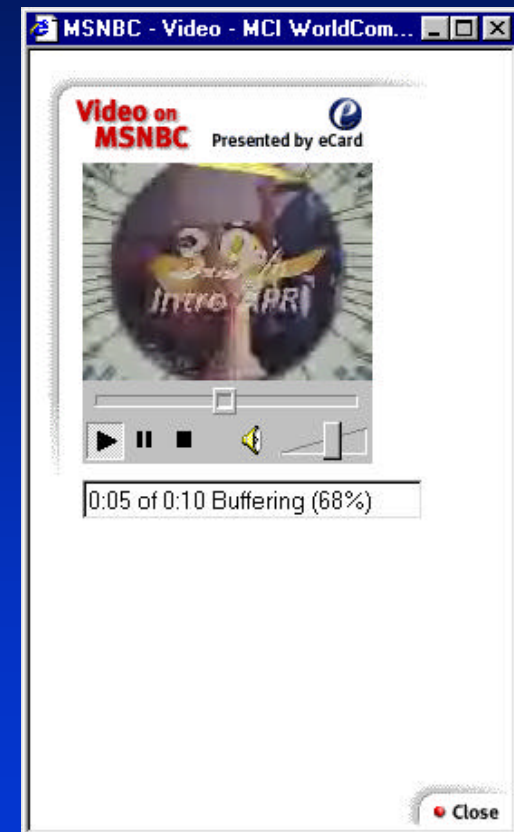 MSNBC - Video - MCI WorldCom...
Video on
MSNBC
Presented by eCard
Intro APR
0:05 of 0:10 Buffering (68%)
Close